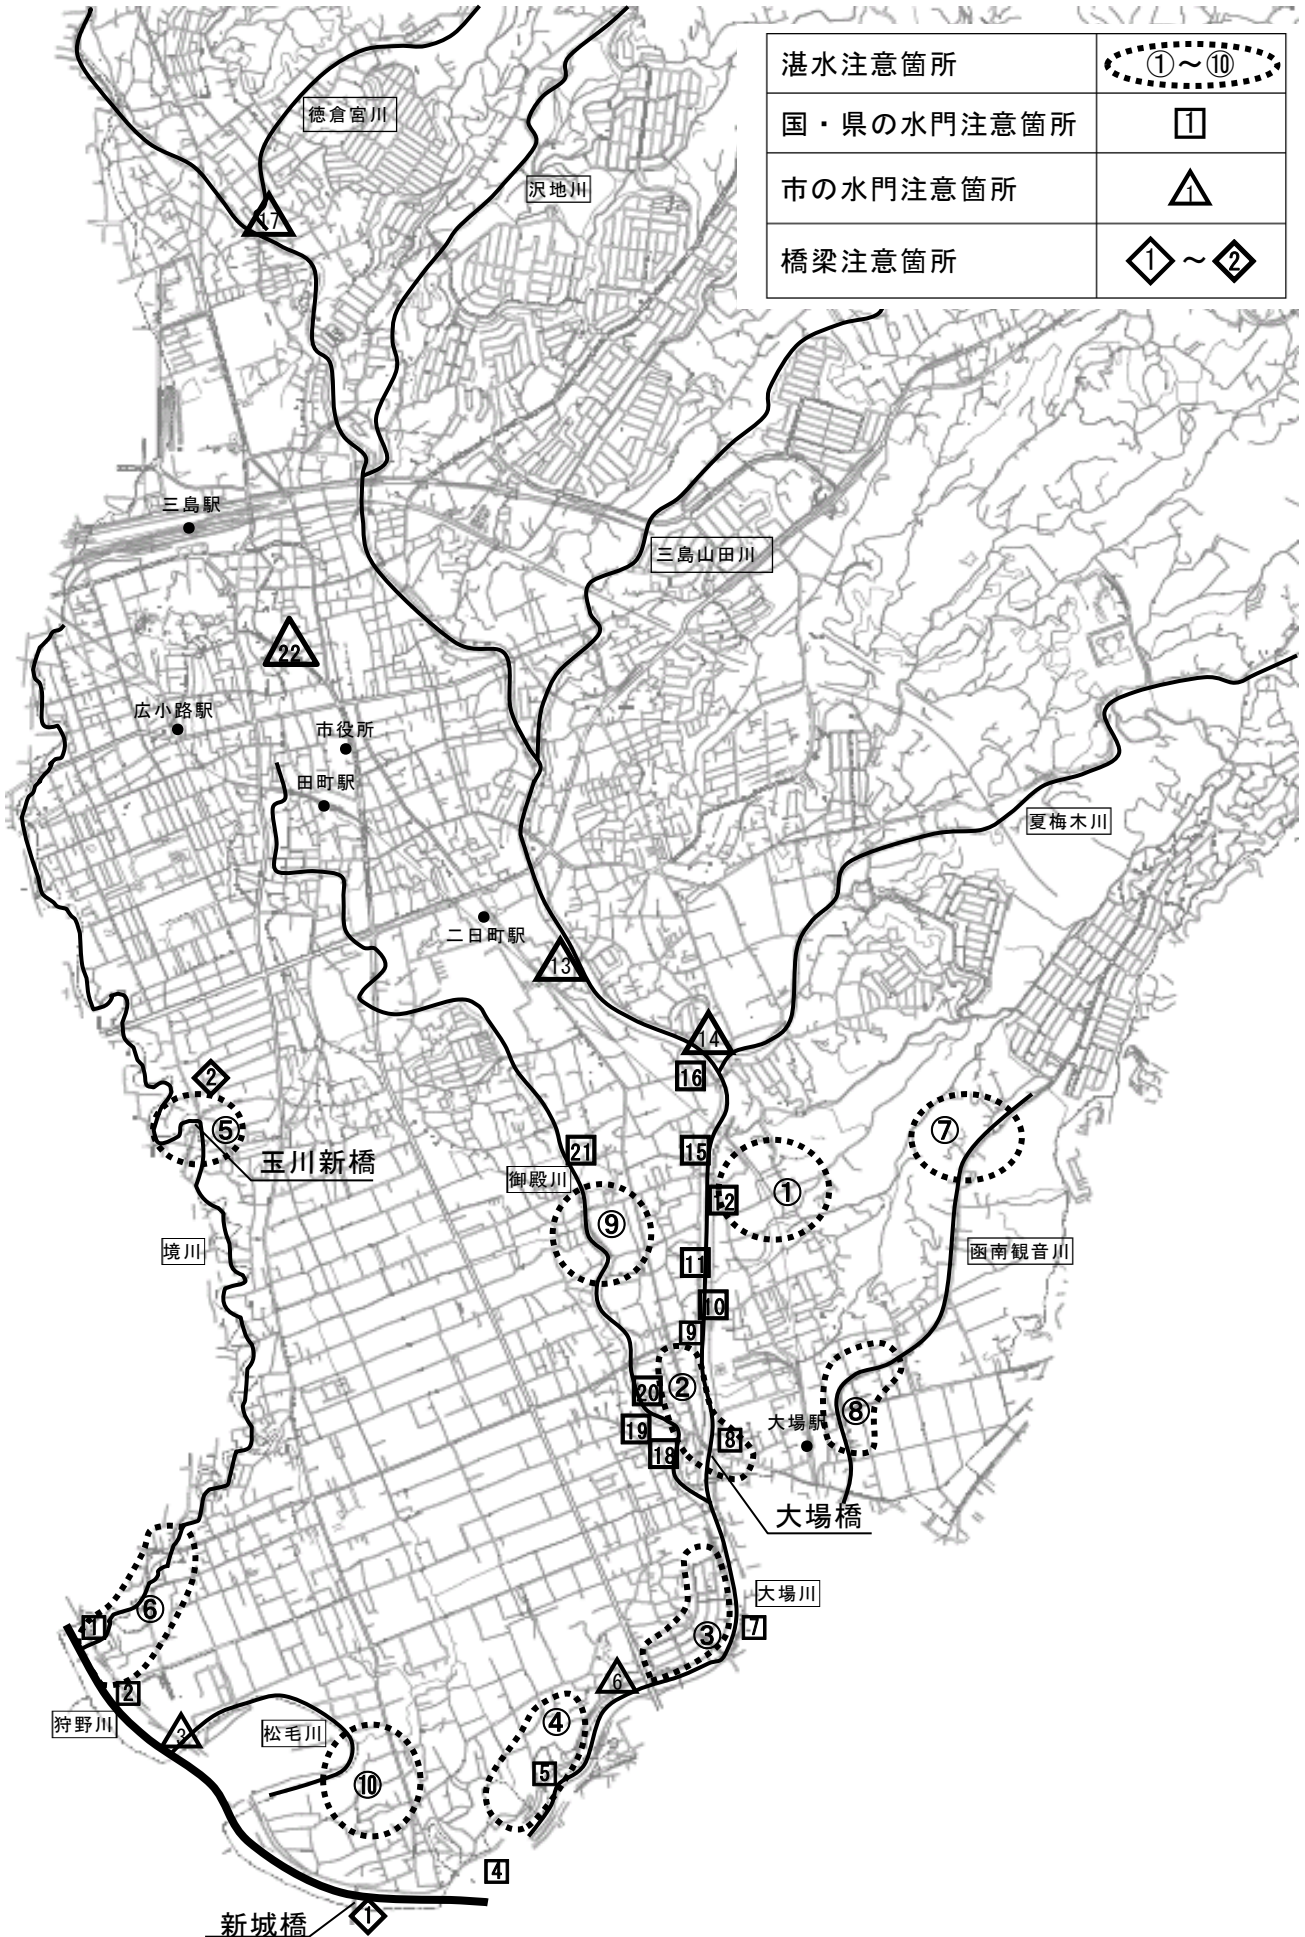 湛水注意箇所 ①～⑩
国・県の水門注意箇所 1
市の水門注意箇所 1
橋梁注意箇所 1～2
徳倉宮川
沢地川
17
三島駅
三島山田川
22
広小路駅
市役所
田町駅
夏梅木川
二日町駅
13
14
16
2
⑤
玉川新橋
21
15
⑦
御殿川
12
①
⑨
境川
11
函南観音川
10
9
②
20
⑧
19
8
大場駅
18
大場橋
大場川
⑥
1
7
③
6
2
狩野川
3
松毛川
④
5
⑩
4
新城橋
1